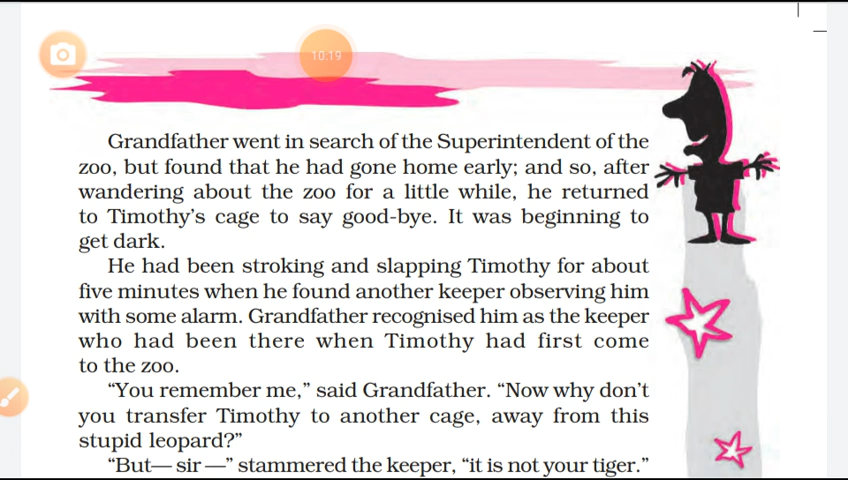 10:19
Grandfather went in search of the Superintendent of the
zoo, but found that he had gone home early; and so, after
wandering about the zoo for a little while, he returned
to Timothy’s cage to say good-bye. It was beginning to
get dark.
He had been stroking and slapping Timothy for about
five minutes when he found another keeper observing him
with some alarm. Grandfather recognised him as the keeper
who had been there when Timothy had first come
to the zoo.
“You remember me,” said Grandfather. “Now why don’t
you transfer Timothy to another cage, away from this
stupid leopard?”
“But— sir —” stammered the keeper, “it is not your tiger.”